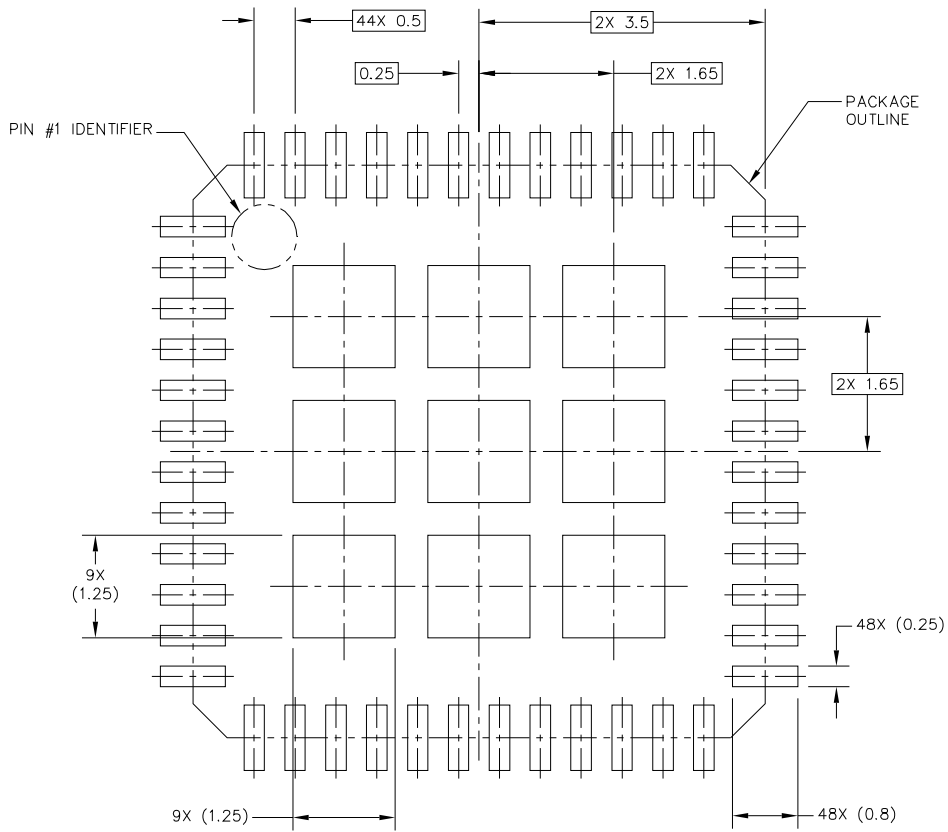 44X 0.5
2X 3.5
0.25
2X 1.65
PIN #1 IDENTIFIER
PACKAGE
OUTLINE
2X 1.65
9X
(1.25)
48X (0.25)
9X (1.25)
48X (0.8)